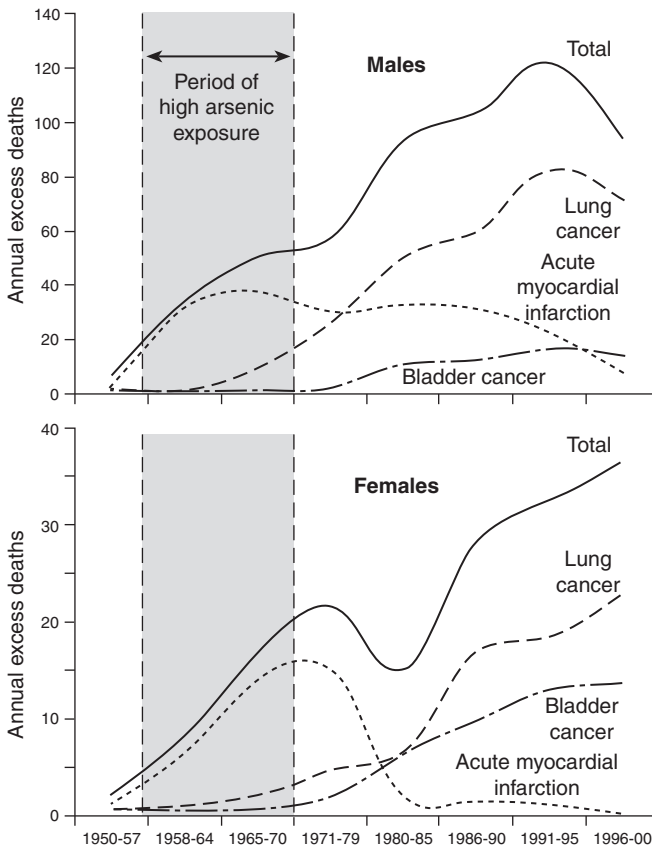 140
120
100
80
60
40
20
0
Annual excess deaths
Period of
high arsenic
exposure
Males
Total
Lung
cancer
Acute
myocardial
infarction
Bladder cancer
40
30
20
10
0
Annual excess deaths
Females
Total
Lung
cancer
Bladder
cancer
Acute myocardial
infarction
1950-57 1958-64 1965-70 1971-79 1980-85 1986-90 1991-95 1996-00